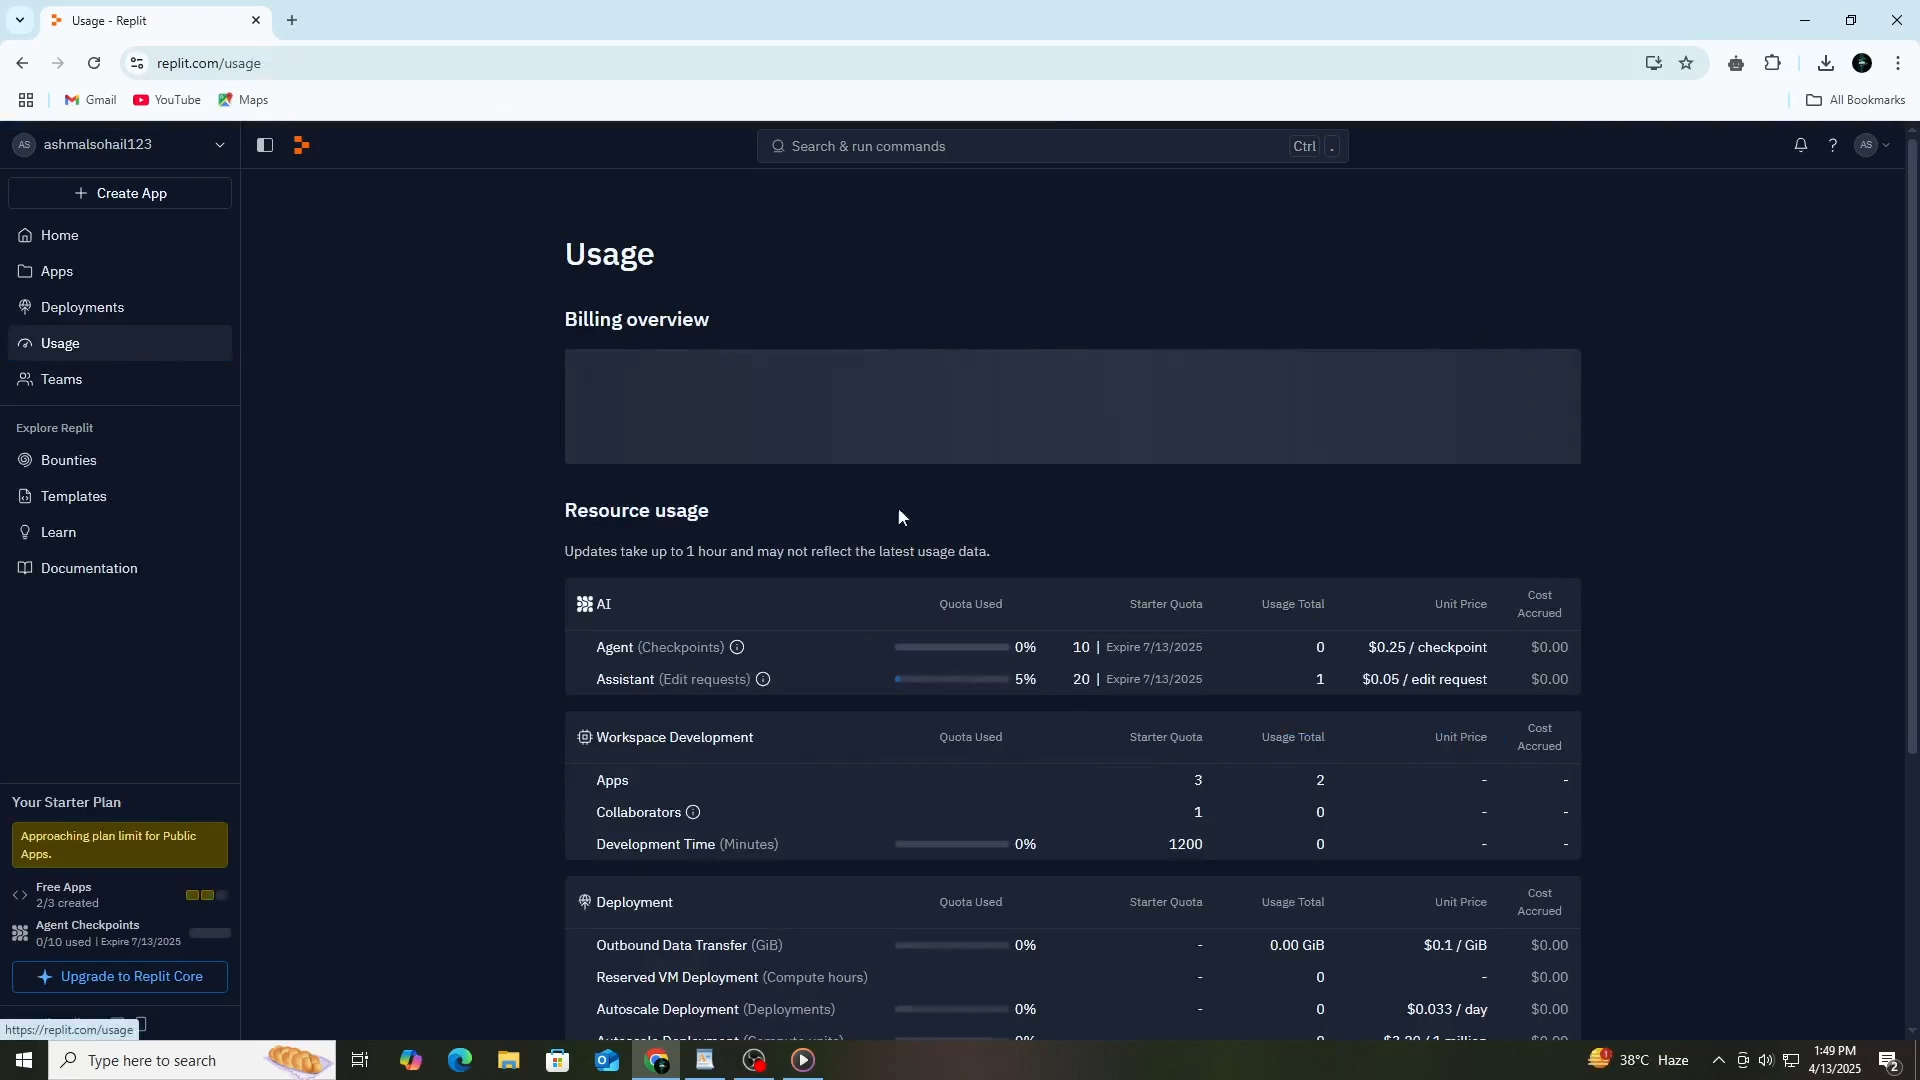 Usage - Replit
replit.com/usage
Gmail
YouTube
Maps
All Bookmarks
AS ashmalsohail123
Search & run commands Ctrl .
AS
Create App
Home
Apps
Deployments
Usage
Teams
Explore Replit
Bounties
Templates
Learn
Documentation
Your Starter Plan
Approaching plan limit for Public
Apps.
Free Apps
2/3 created
Agent Checkpoints
0/10 used | Expire 7/13/2025
Upgrade to Replit Core
https://replit.com/usage
Usage
Billing overview
Resource usage
Updates take up to 1 hour and may not reflect the latest usage data.
AI Quota Used Starter Quota Usage Total Unit Price Cost Accrued
Agent (Checkpoints) 0% 10 | Expire 7/13/2025 0 $0.25 / checkpoint $0.00
Assistant (Edit requests) 5% 20 | Expire 7/13/2025 1 $0.05 / edit request $0.00
Workspace Development Quota Used Starter Quota Usage Total Unit Price Cost Accrued
Apps 3 2 - -
Collaborators 1 0 - -
Development Time (Minutes) 0% 1200 0 - -
Deployment Quota Used Starter Quota Usage Total Unit Price Cost Accrued
Outbound Data Transfer (GiB) 0% - 0.00 GiB $0.1 / GiB $0.00
Reserved VM Deployment (Compute hours) - 0 - $0.00
Autoscale Deployment (Deployments) 0% - 0 $0.033 / day $0.00
Type here to search
38°C Haze
1:49 PM
4/13/2025
2